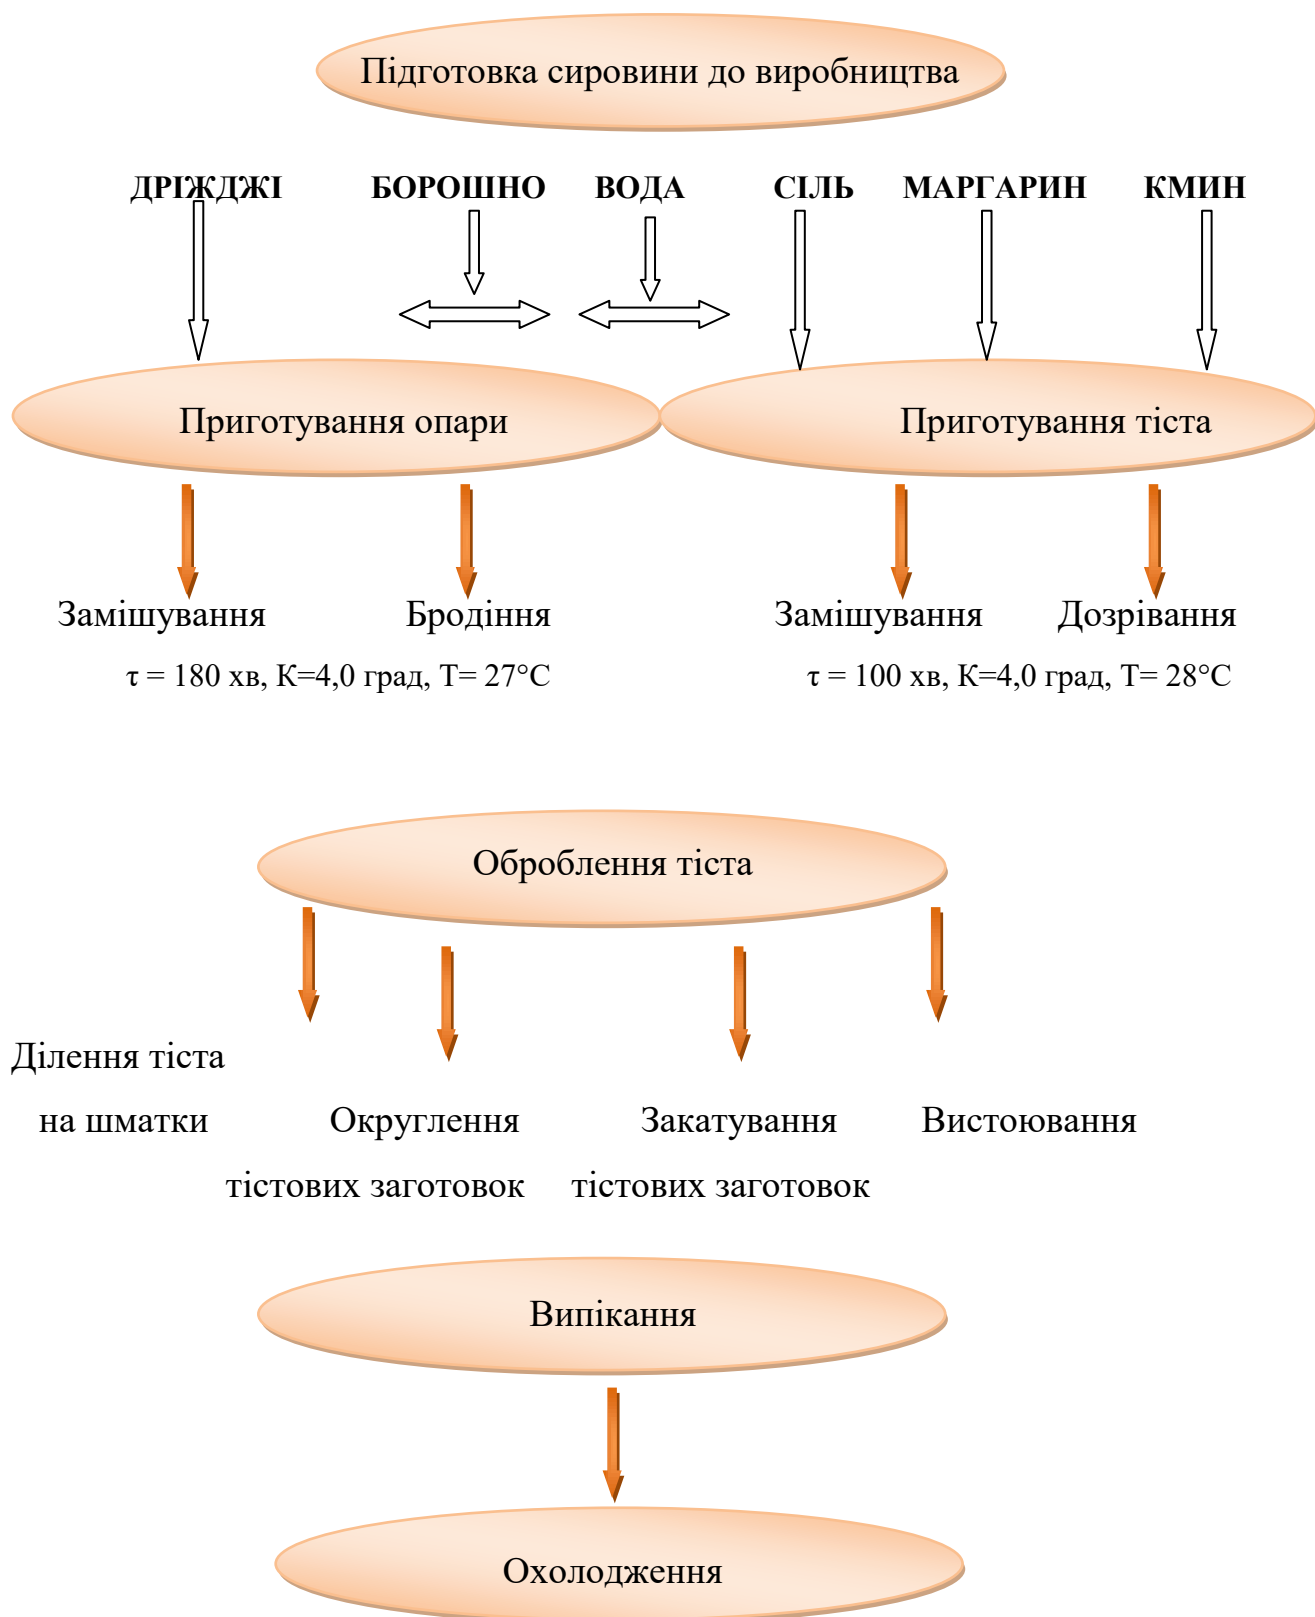 Підготовка сировини до виробництва
ДРІЖДЖІ БОРОШНО ВОДА СІЛЬ МАРГАРИН КМИН
Приготування опари Приготування тіста
Замішування Бродіння Замішування Дозрівання
τ = 180 хв, К=4,0 град, Т= 27°С τ = 100 хв, К=4,0 град, Т= 28°С
Оброблення тіста
Ділення тіста
на шматки Округлення Закатування Вистоювання
тістових заготовок тістових заготовок
Випікання
Охолодження